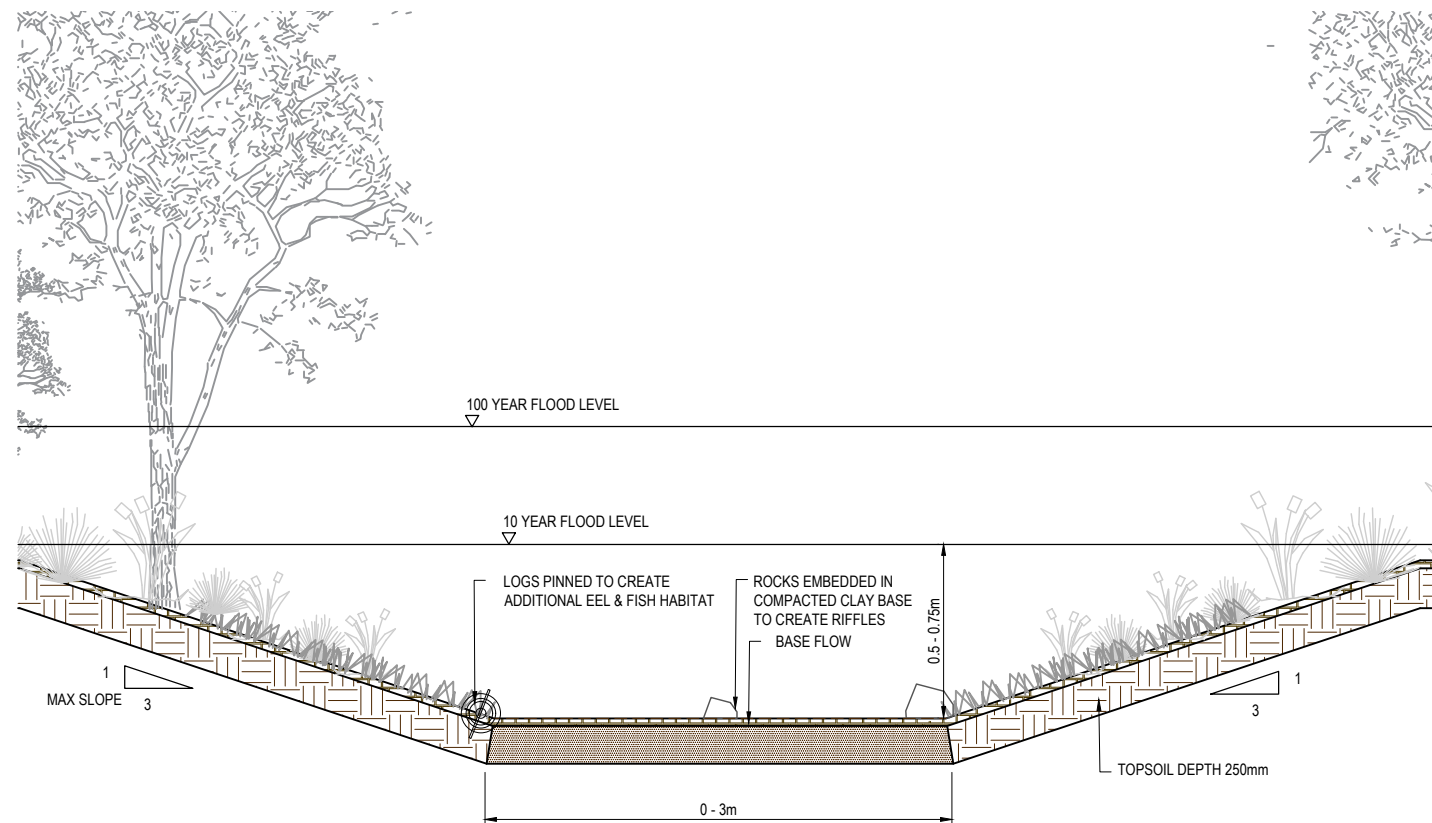 100 YEAR FLOOD LEVEL
10 YEAR FLOOD LEVEL
LOGS PINNED TO CREATE
ADDITIONAL EEL & FISH HABITAT
ROCKS EMBEDDED IN
COMPACTED CLAY BASE
TO CREATE RIFFLES
BASE FLOW
0.5 - 0.75m
1
MAX SLOPE
3
1
3
TOPSOIL DEPTH 250mm
0 - 3m